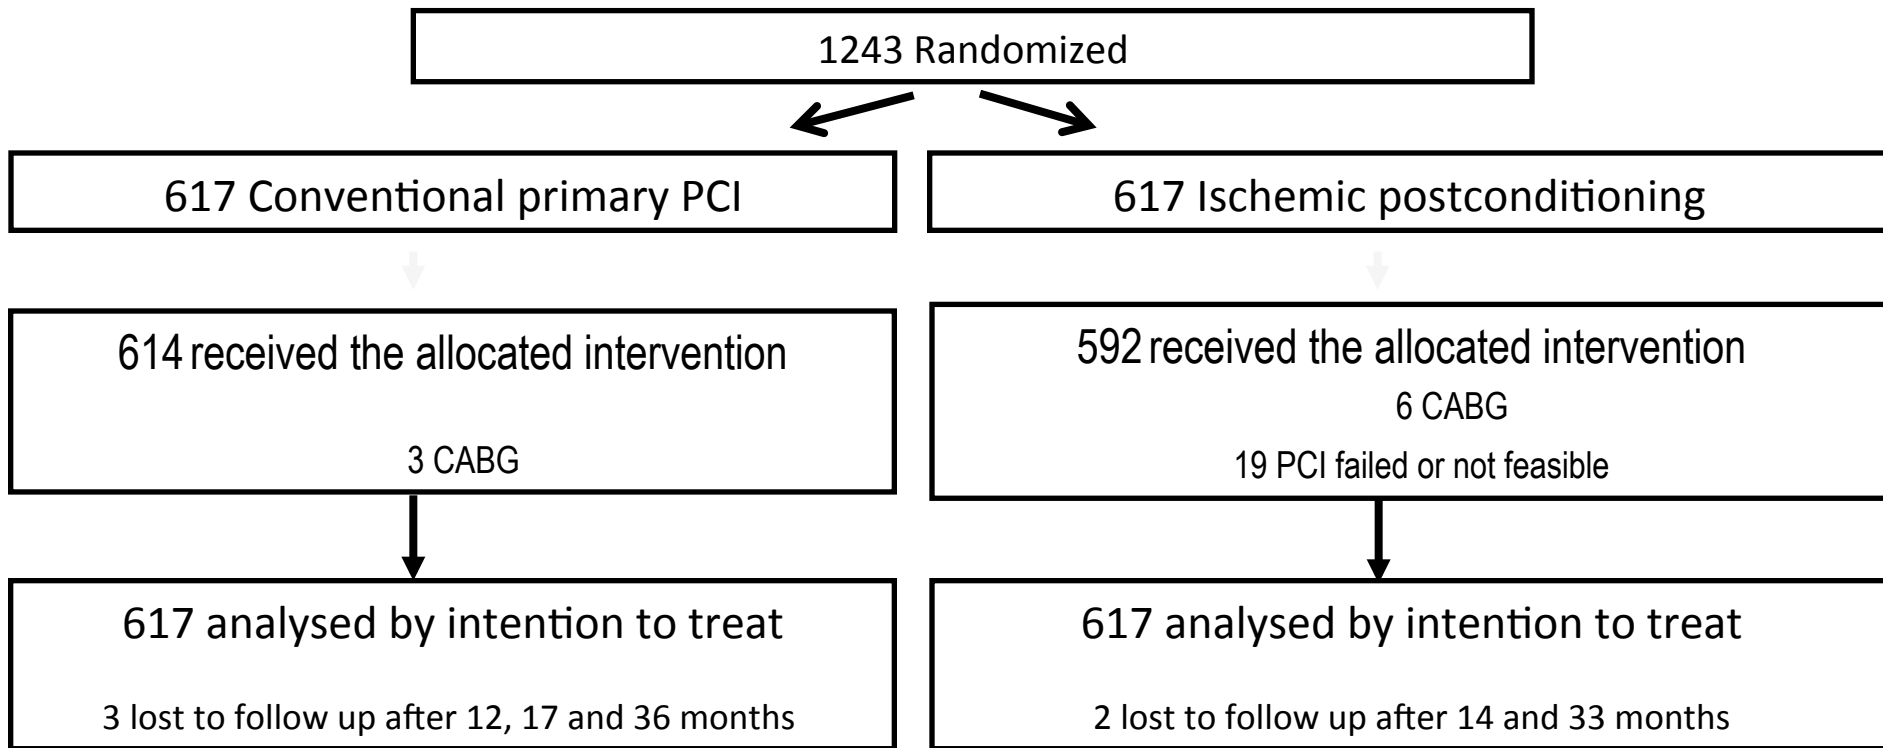 1243 Randomized
617 Conventional primary PCI
617 Ischemic postconditioning
614 received the allocated intervention
3 CABG
592 received the allocated intervention
6 CABG
19 PCI failed or not feasible
617 analysed by intention to treat
3 lost to follow up after 12, 17 and 36 months
617 analysed by intention to treat
2 lost to follow up after 14 and 33 months